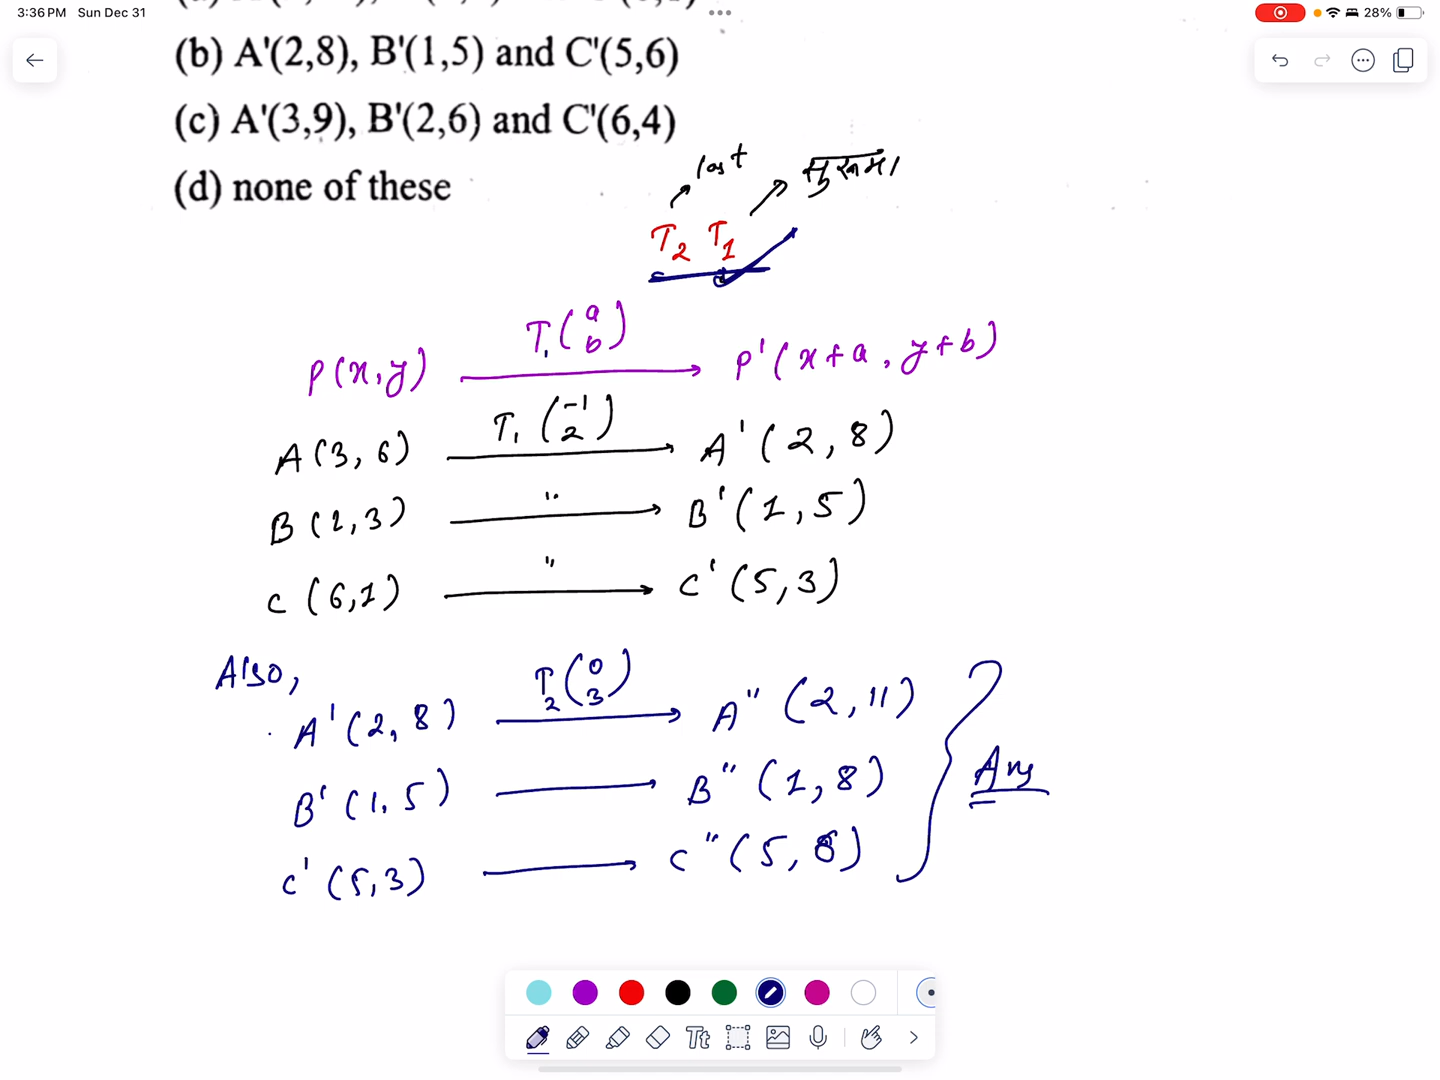 3:36 PM Sun Dec 31
28%
(b) A'(2,8), B'(1,5) and C'(5,6)
(c) A'(3,9), B'(2,6) and C'(6,4)
(d) none of these
last
T2 T1
P(x,y) T1(a b) P'(x+a, y+b)
A(3,6) T1(-1 2) A'(2,8)
B(2,3) " B'(1,5)
C(6,1) " C'(5,3)
Also,
A'(2,8) T2(0 3) A"(2,11)
B'(1,5) B"(1,8)
C'(5,3) C"(5,6)
Ans
Tt